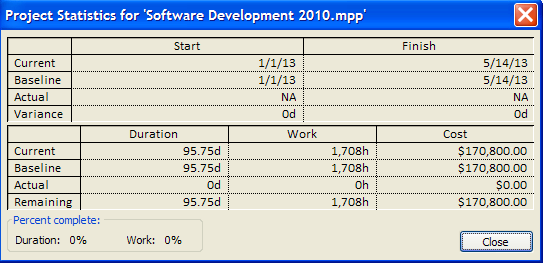 Project Statistics for 'Software Development 2010.mpp'
Start Finish
Current 1/1/13 5/14/13
Baseline 1/1/13 5/14/13
Actual NA NA
Variance 0d 0d
Duration Work Cost
Current 95.75d 1,708h $170,800.00
Baseline 95.75d 1,708h $170,800.00
Actual 0d 0h $0.00
Remaining 95.75d 1,708h $170,800.00
Percent complete:
Duration: 0% Work: 0% Close